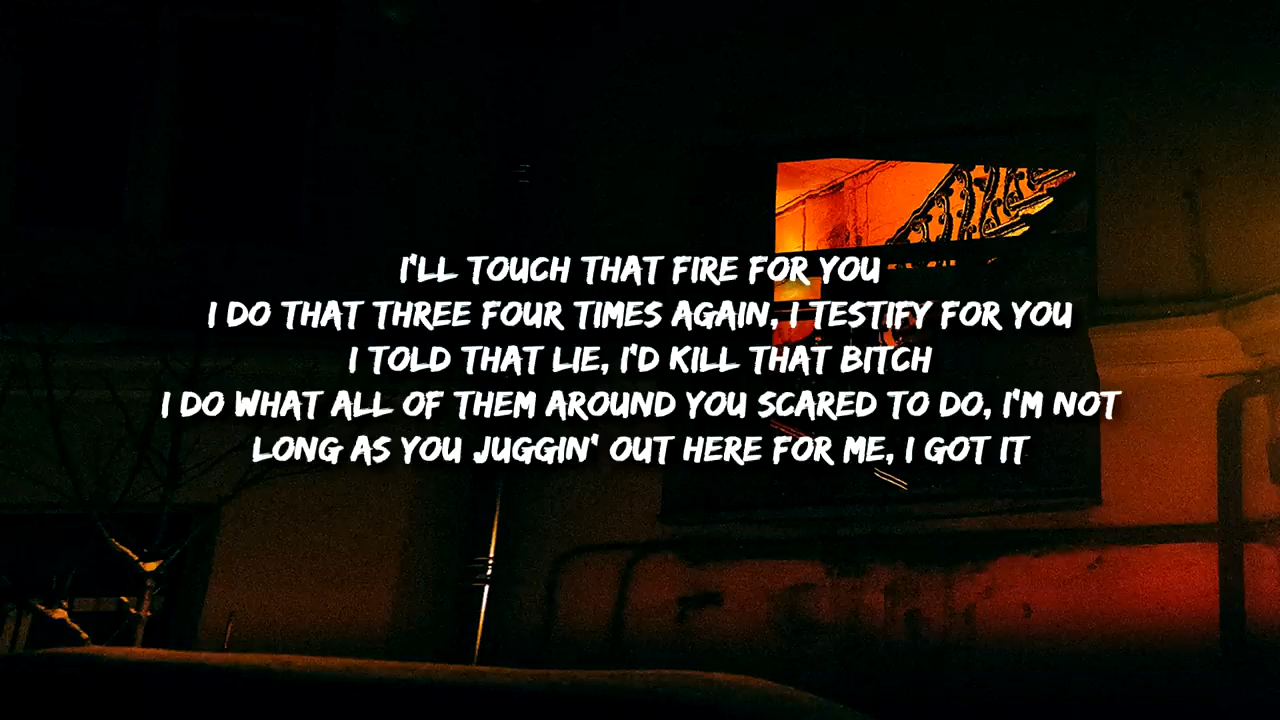 I'LL TOUCH THAT FIRE FOR YOU
I DO THAT THREE FOUR TIMES AGAIN, I TESTIFY FOR YOU
I TOLD THAT LIE, I'D KILL THAT BITCH
I DO WHAT ALL OF THEM AROUND YOU SCARED TO DO, I'M NOT
LONG AS YOU JUGGIN' OUT HERE FOR ME, I GOT IT